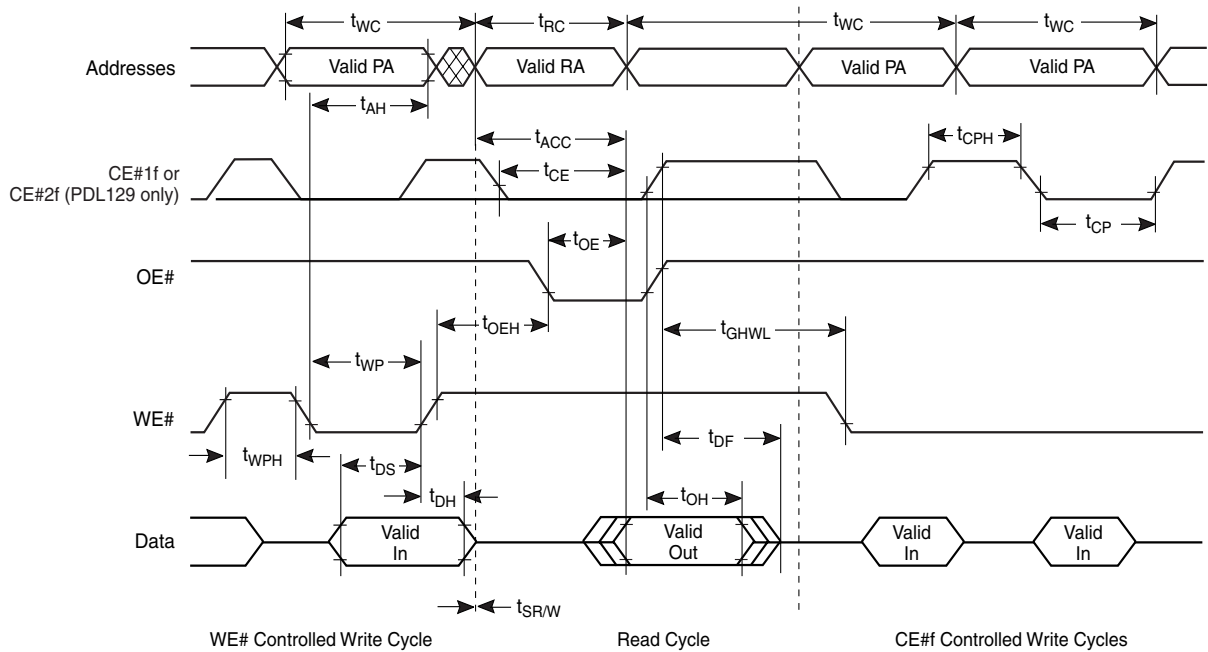 tWC tRC tWC tWC
Addresses Valid PA Valid RA Valid PA Valid PA
tAH
tACC tCPH
CE#1f or
CE#2f (PDL129 only)
tCE
tCP
tOE
OE#
tOEH tGHWL
tWP
WE#
tDF
tWPH tDS
tDH tOH
Data
Valid
In
Valid
Out
Valid
In
Valid
In
tSR/W
WE# Controlled Write Cycle Read Cycle CE#f Controlled Write Cycles